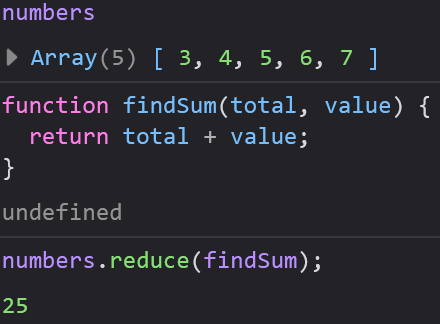 numbers
Array(5) [ 3, 4, 5, 6, 7 ]
function findSum(total, value) {
  return total + value;
}
undefined
numbers.reduce(findSum);
25